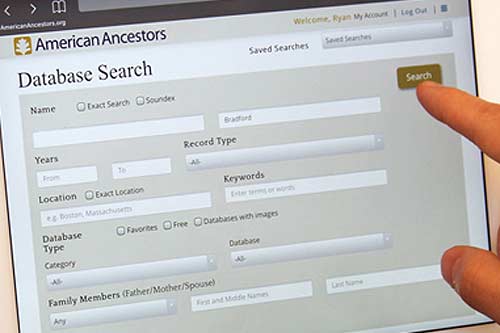 AmericanAncestors.org
Welcome, Ryan My Account | Log Out |
American Ancestors
Saved Searches Saved Searches
Database Search
Search
Name Exact Search Soundex
Bradford
Years Record Type
From To -All-
Location Exact Location Keywords
e.g. Boston, Massachusetts Enter terms or words
Database Type Favorites Free Databases with images
Category Database
-All- -All-
Family Members (Father/Mother/Spouse)
Any First and Middle Names Last Name